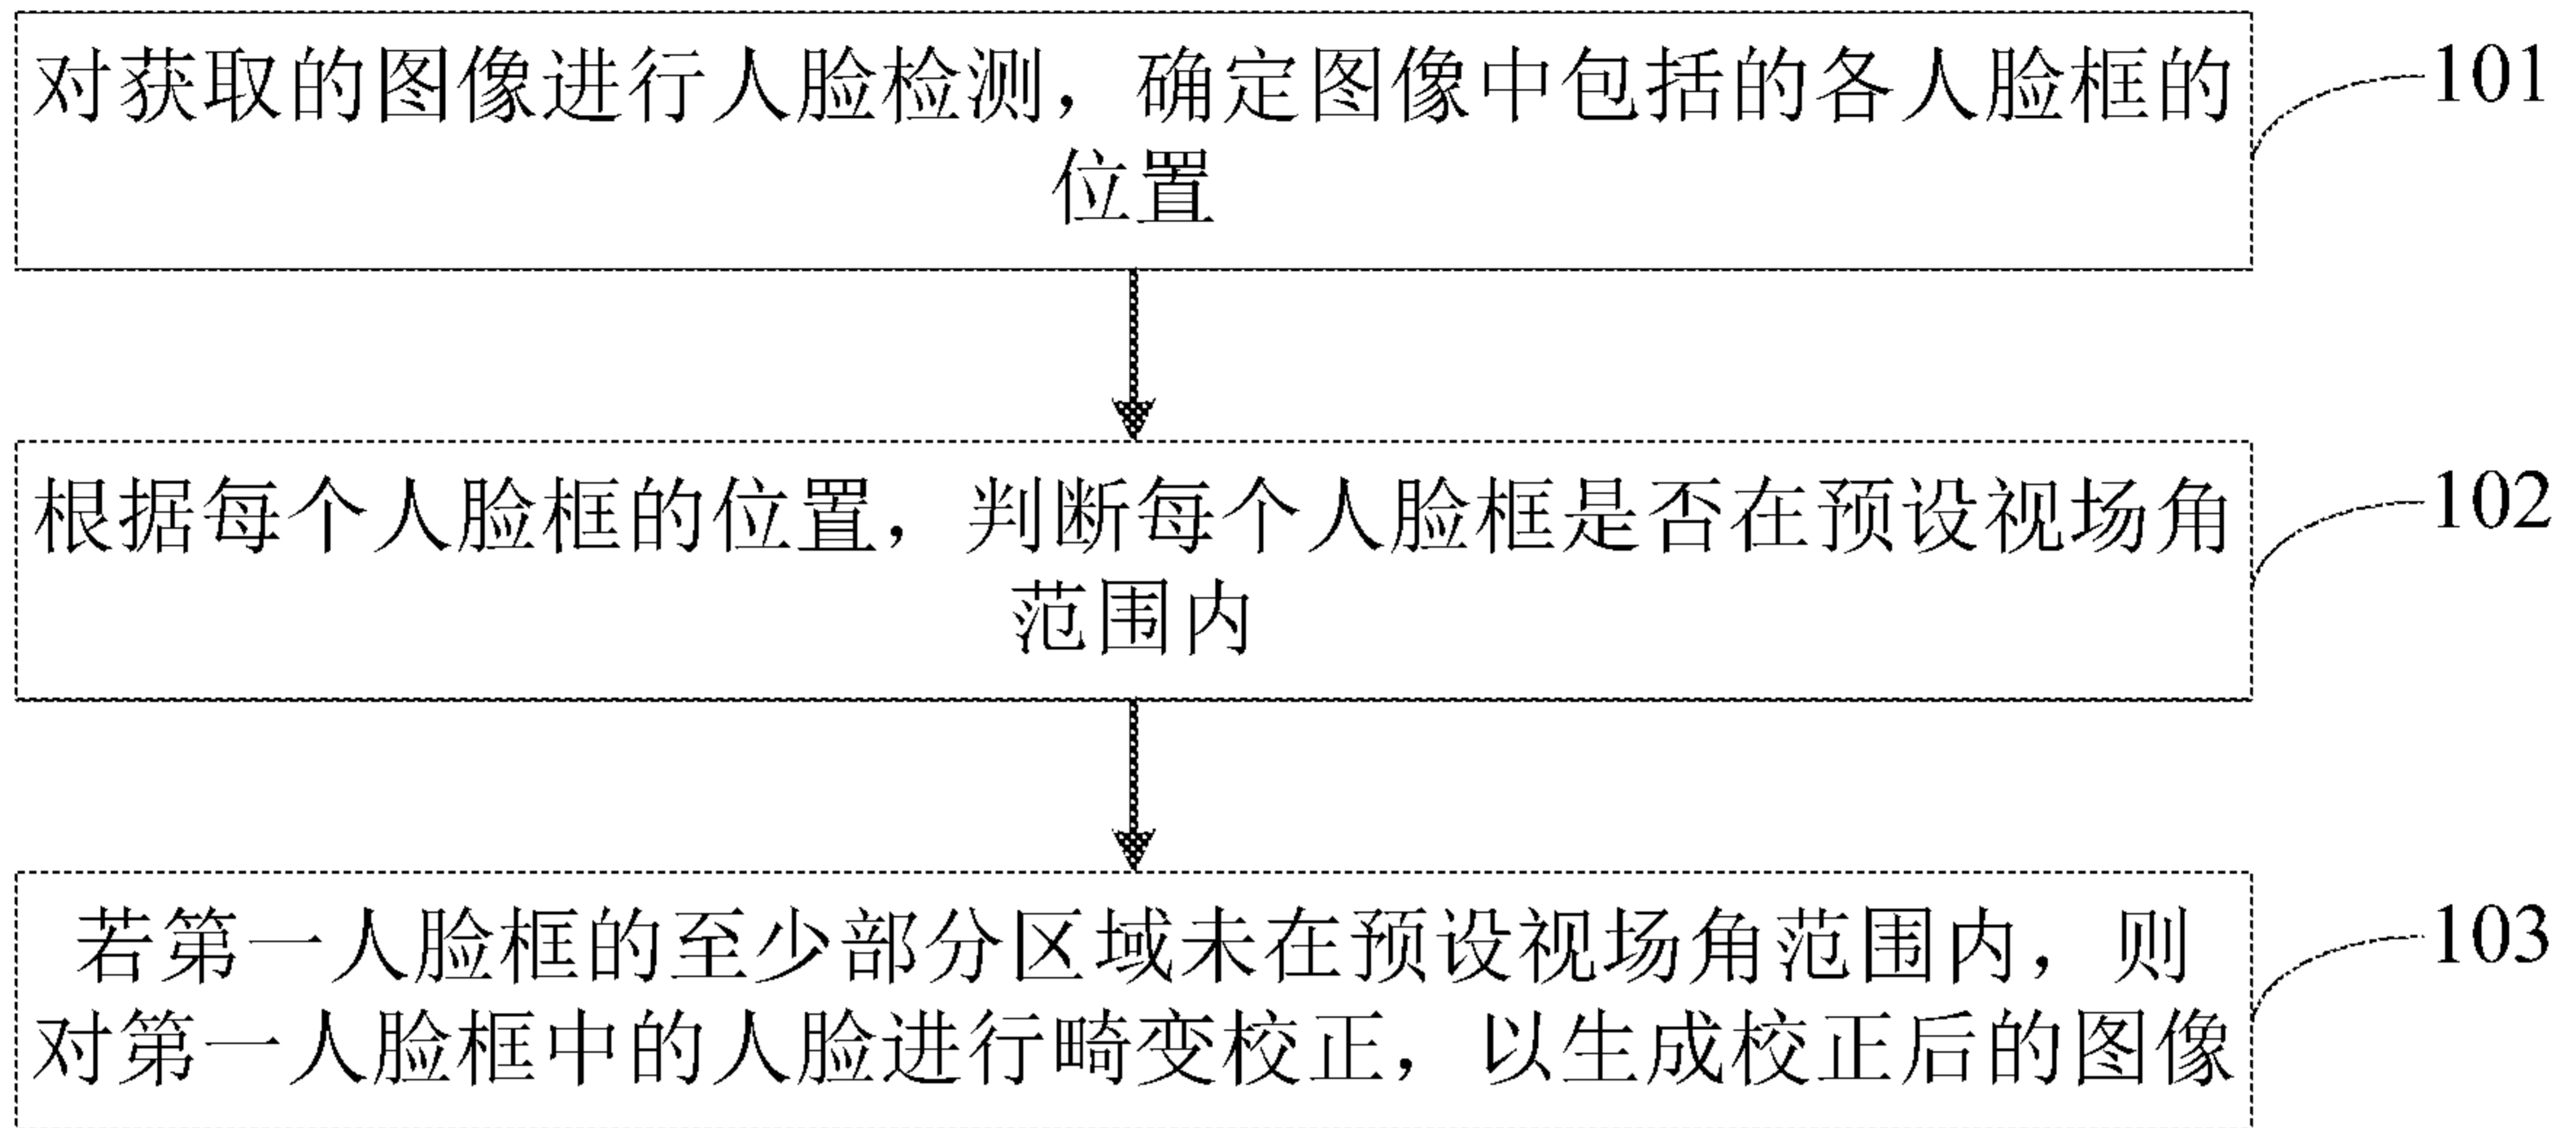 对获取的图像进行人脸检测，确定图像中包括的各人脸框的
位置
101
根据每个人脸框的位置，判断每个人脸框是否在预设视场角
范围内
102
若第一人脸框的至少部分区域未在预设视场角范围内，则
对第一人脸框中的人脸进行畸变校正，以生成校正后的图像
103